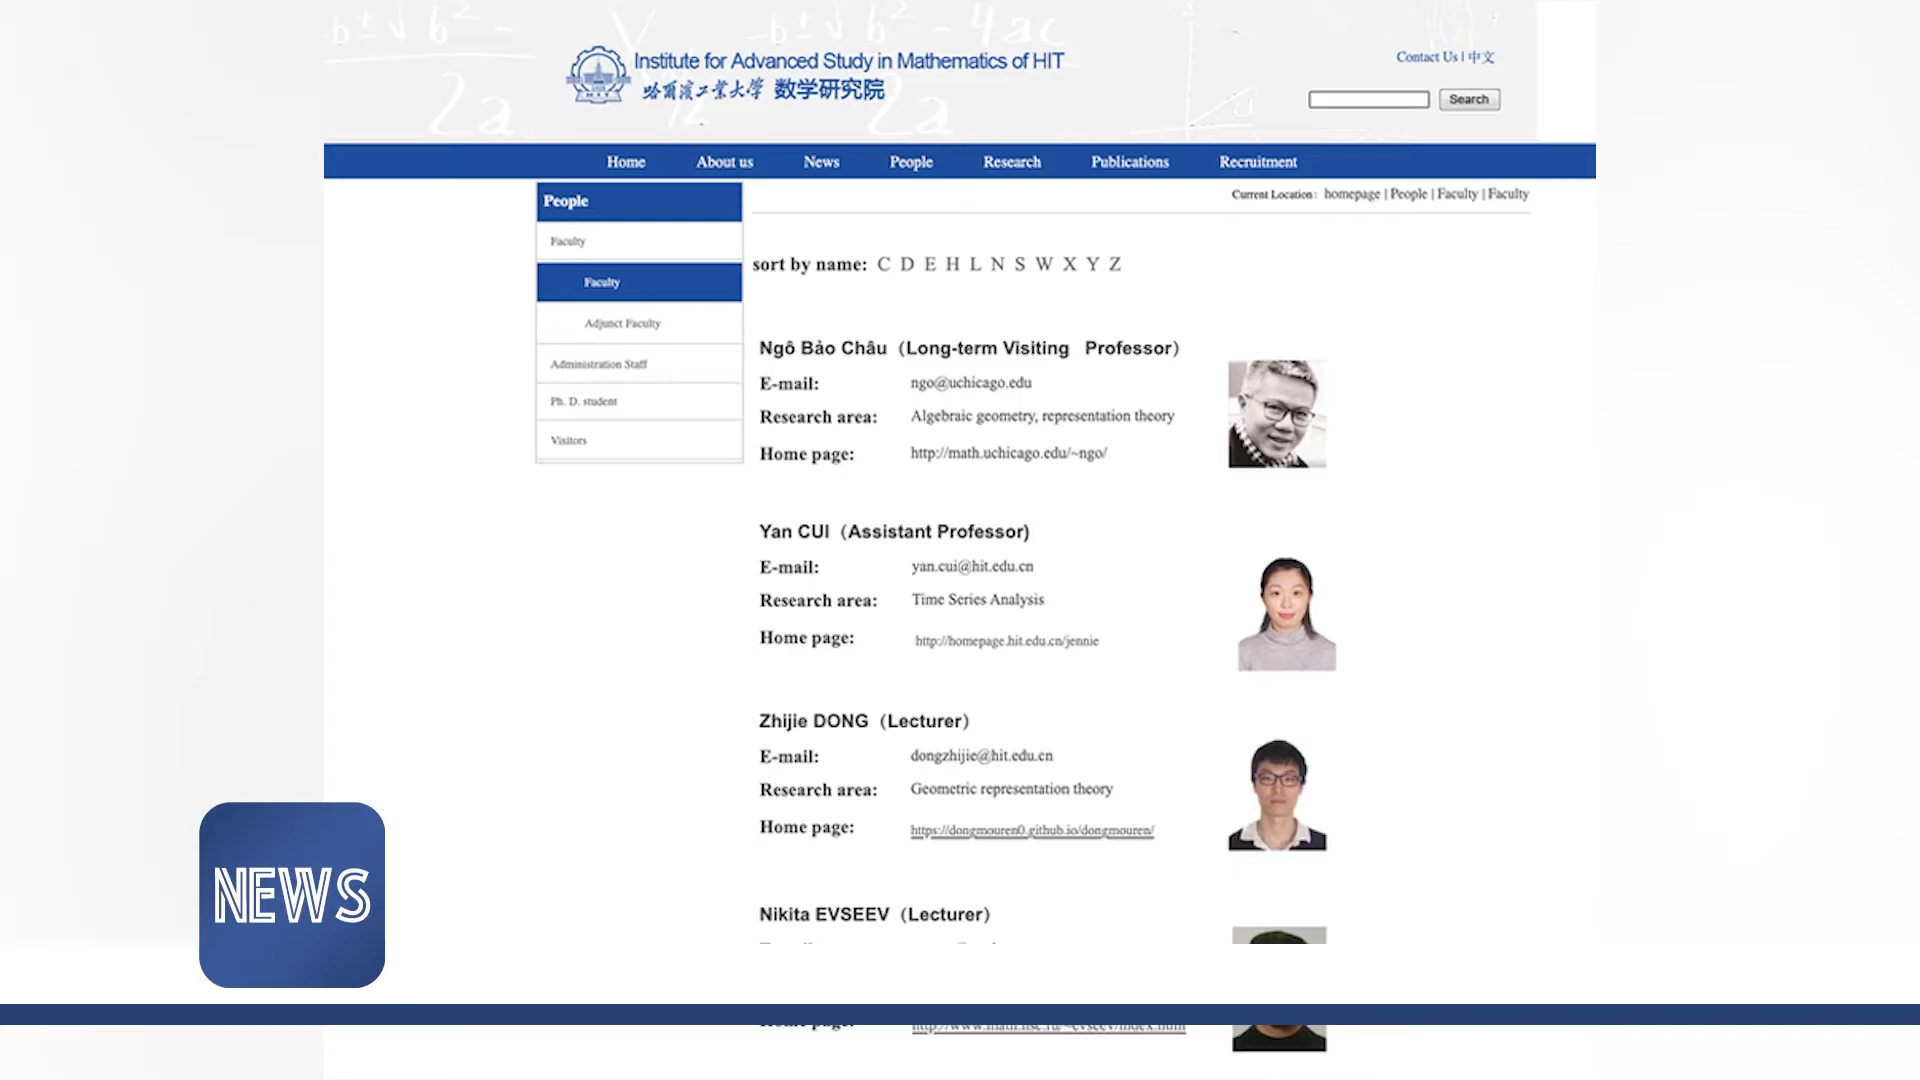 Institute for Advanced Study in Mathematics of HIT
哈爾濱工業大學 数学研究院
Contact Us | 中文
Search
Home About us News People Research Publications Recruitment
People
Current Location: homepage | People | Faculty | Faculty
Faculty
Faculty
Adjunct Faculty
Administration Staff
Ph. D. student
Visitors
sort by name: C D E H L N S W X Y Z
Ngô Bảo Châu（Long-term Visiting Professor）
E-mail: ngo@uchicago.edu
Research area: Algebraic geometry, representation theory
Home page: http://math.uchicago.edu/~ngo/
Yan CUI（Assistant Professor)
E-mail: yan.cui@hit.edu.cn
Research area: Time Series Analysis
Home page: http://homepage.hit.edu.cn/jennie
Zhijie DONG（Lecturer）
E-mail: dongzhijie@hit.edu.cn
Research area: Geometric representation theory
Home page: https://dongmouren0.github.io/dongmouren/
Nikita EVSEEV（Lecturer）
NEWS